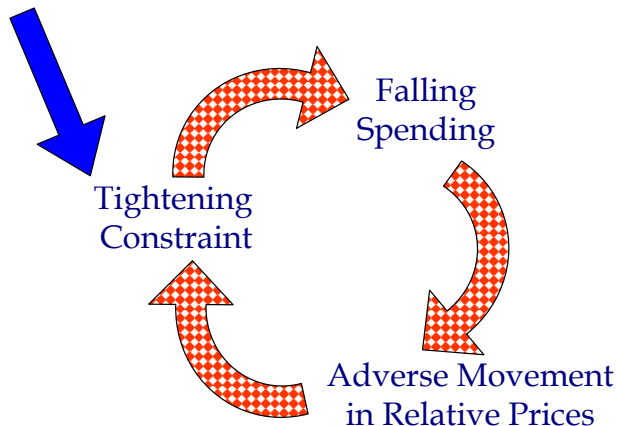 Falling
Spending
Tightening
Constraint
Adverse Movement
in Relative Prices